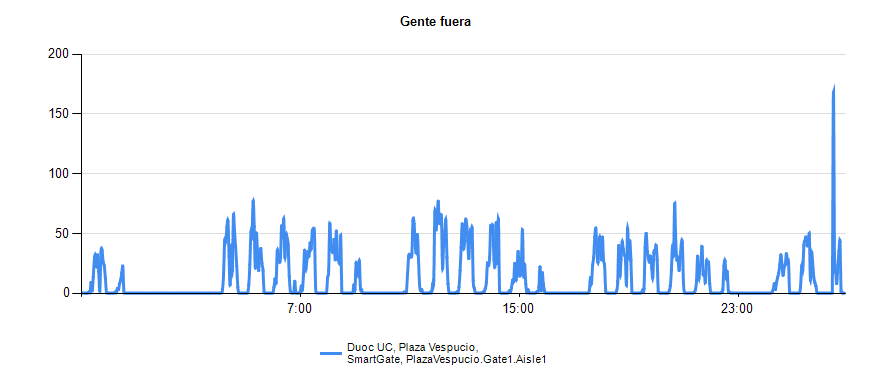 Gente fuera
200
150
100
50
0
7:00 15:00 23:00
Duoc UC, Plaza Vespucio,
SmartGate, PlazaVespucio.Gate1.Aisle1